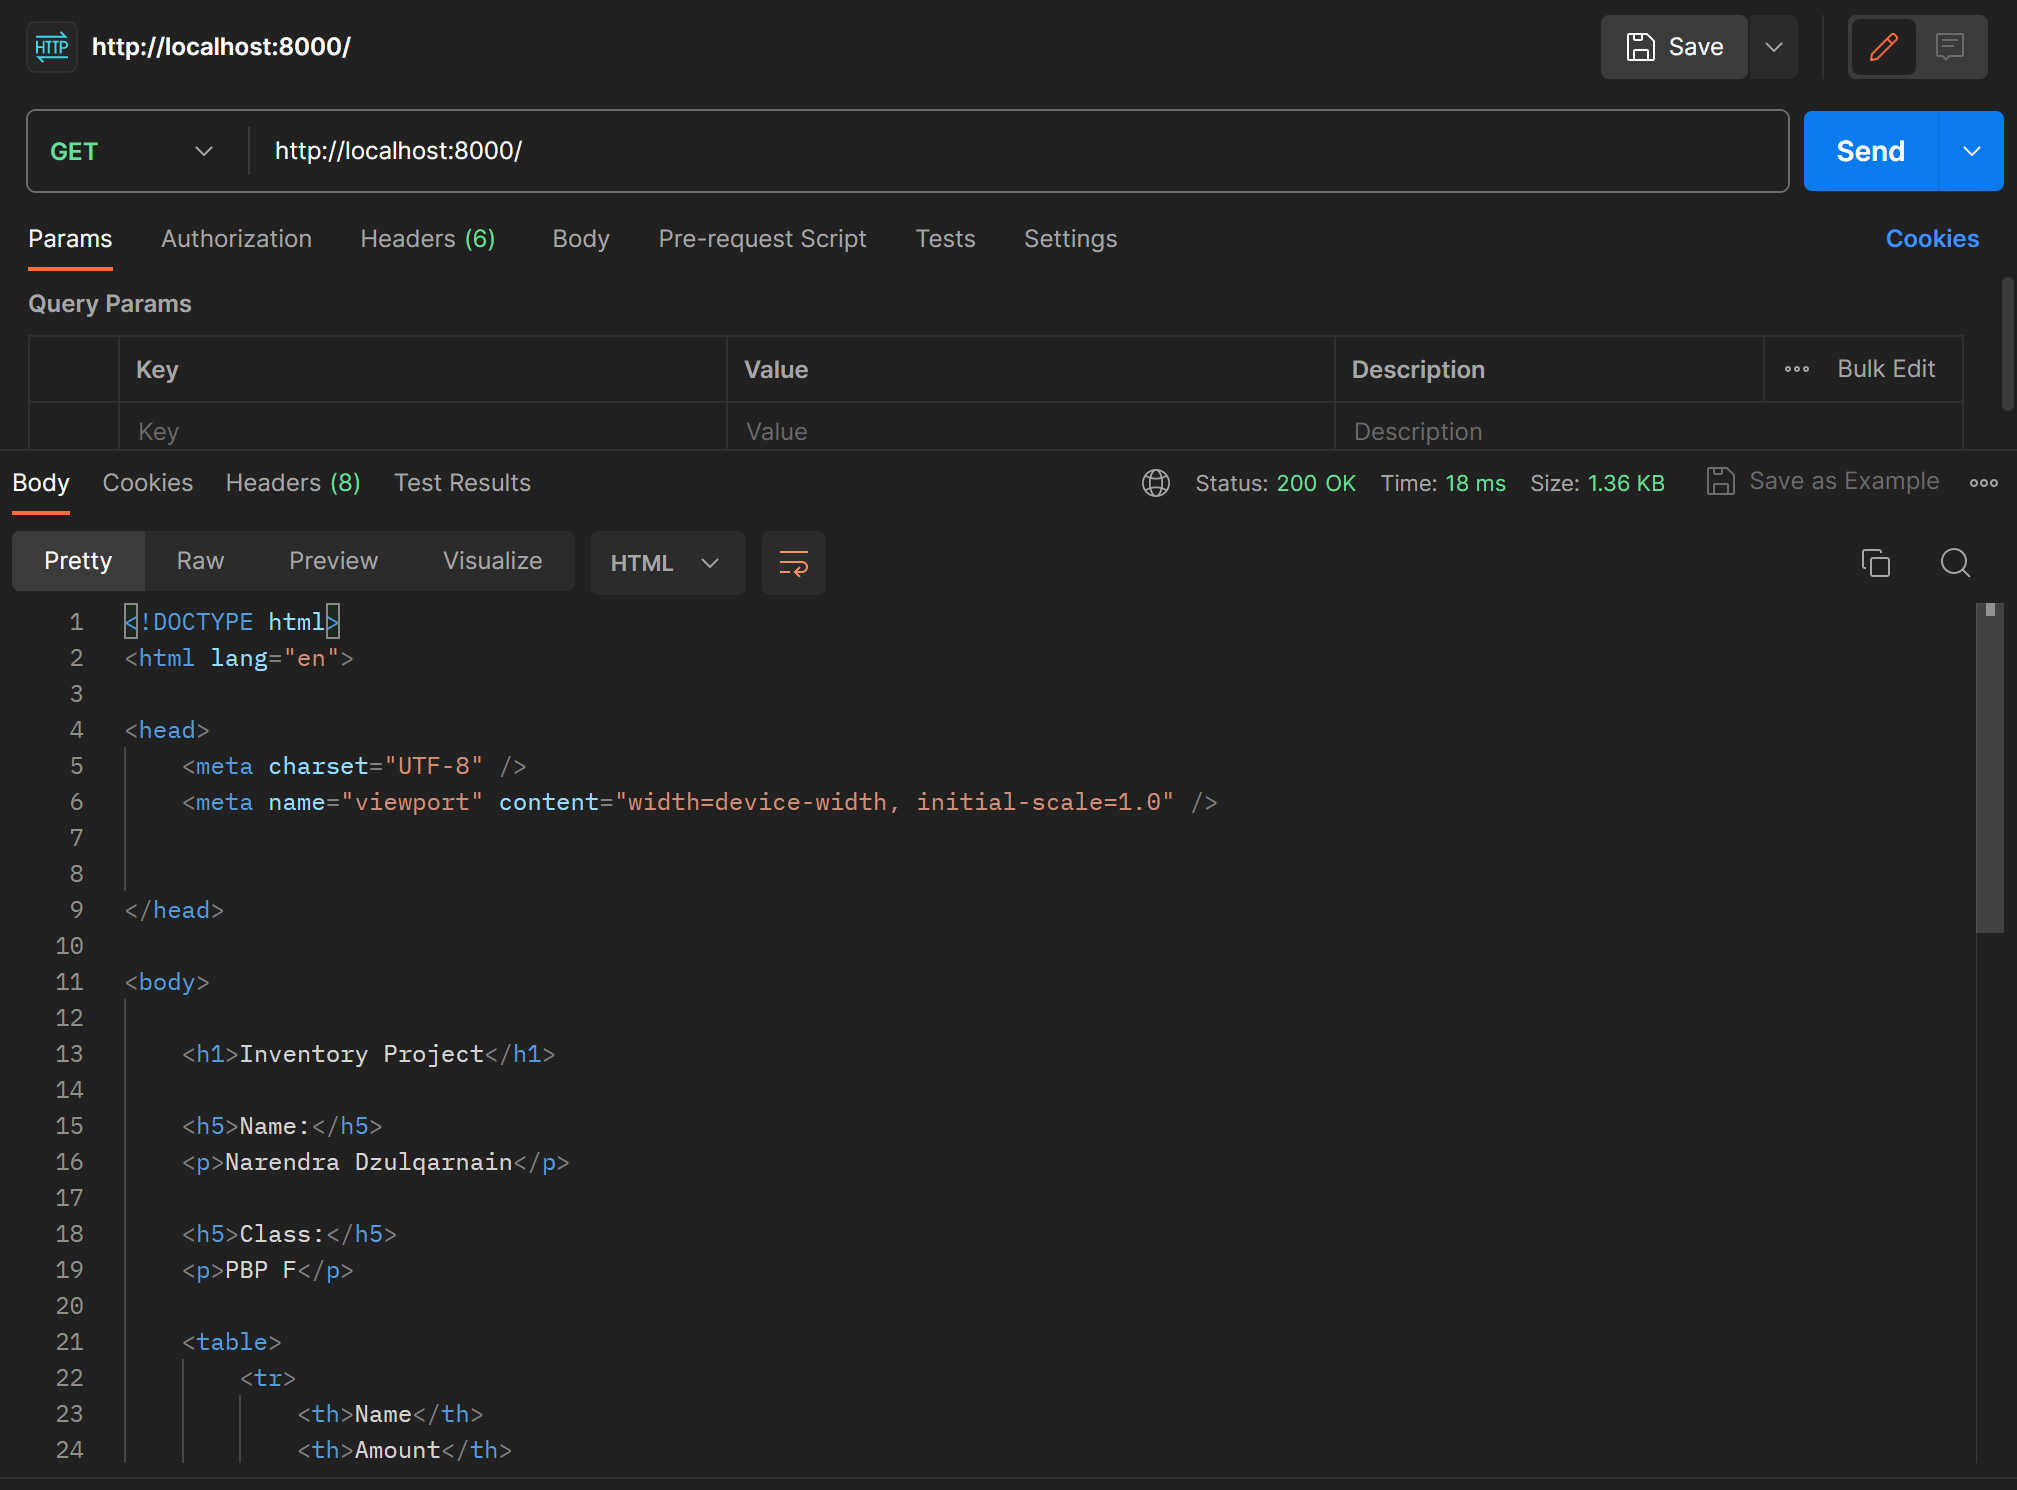 HTTP http://localhost:8000/ Save
GET http://localhost:8000/ Send
Params Authorization Headers (6) Body Pre-request Script Tests Settings Cookies
Query Params
Key Value Description Bulk Edit
Key Value Description
Body Cookies Headers (8) Test Results Status: 200 OK Time: 18 ms Size: 1.36 KB Save as Example
Pretty Raw Preview Visualize HTML
1 <!DOCTYPE html>
2 <html lang="en">
3
4 <head>
5 <meta charset="UTF-8" />
6 <meta name="viewport" content="width=device-width, initial-scale=1.0" />
7
8
9 </head>
10
11 <body>
12
13 <h1>Inventory Project</h1>
14
15 <h5>Name:</h5>
16 <p>Narendra Dzulqarnain</p>
17
18 <h5>Class:</h5>
19 <p>PBP F</p>
20
21 <table>
22 <tr>
23 <th>Name</th>
24 <th>Amount</th>